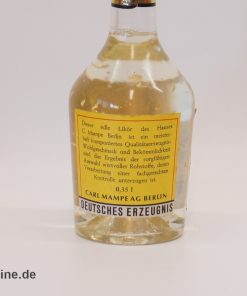 Dieser edle Likör des Hauses
C. Mampe Berlin ist ein meister-
haft komponiertes Qualitätserzeugnis.
Wohlgeschmack und Bekömmlichkeit
sind das Ergebnis der sorgfältigen
Auswahl wertvoller Rohstoffe, deren
Verarbeitung einer fachgerechten
Kontrolle unterzogen ist.
0,35 l
CARL MAMPE AG BERLIN
DEUTSCHES ERZEUGNIS
ine.de